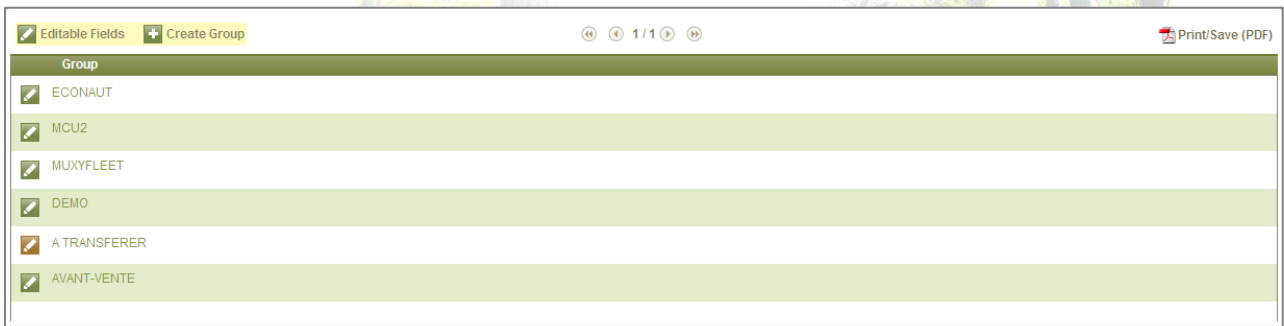 Editable Fields Create Group 1 / 1 Print/Save (PDF)
Group
ECONAUT
MCU2
MUXYFLEET
DEMO
A TRANSFERER
AVANT-VENTE